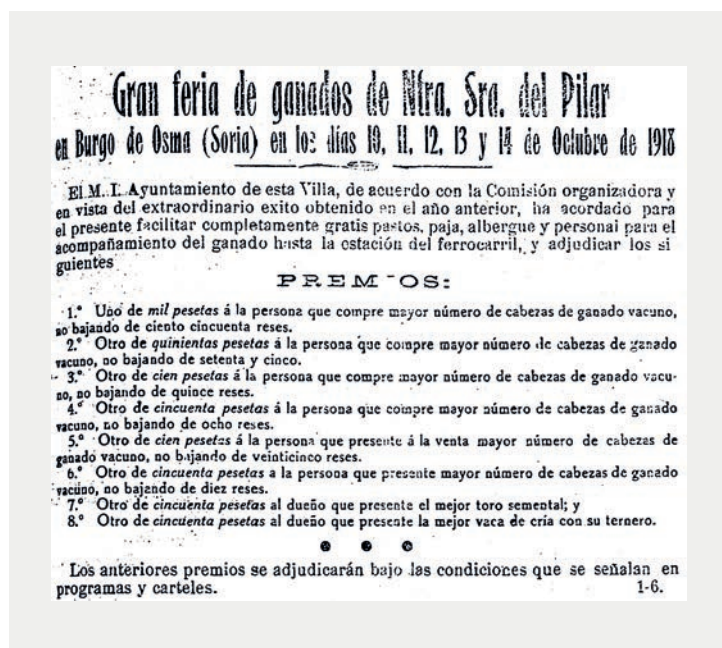 Gran feria de ganados de Ntra. Sra. del Pilar
en Burgo de Osma (Soria) en los días 10, 11, 12, 13 y 14 de Octubre de 1918
El M. I. Ayuntamiento de esta Villa, de acuerdo con la Comisión organizadora y
en vista del extraordinario exito obtenido en el año anterior, ha acordado para
el presente facilitar completamente gratis pastos, paja, albergue y personal para el
acompañamiento del ganado hasta la estación del ferrocarril, y adjudicar los si
guientes
PREMIOS:
1.º Uno de mil pesetas á la persona que compre mayor número de cabezas de ganado vacuno,
no bajando de ciento cincuenta reses.
2.º Otro de quinientas pesetas á la persona que compre mayor número de cabezas de ganado
vacuno, no bajando de setenta y cinco.
3.º Otro de cien pesetas á la persona que compre mayor número de cabezas de ganado vacu-
no, no bajando de quince reses.
4.º Otro de cincuenta pesetas á la persona que compre mayor número de cabezas de ganado
vacuno, no bajando de ocho reses.
5.º Otro de cien pesetas á la persona que presente á la venta mayor número de cabezas de
ganado vacuno, no bajando de veinticinco reses.
6.º Otro de cincuenta pesetas a la persona que presente mayor número de cabezas de ganado
vacuno, no bajando de diez reses.
7.º Otro de cincuenta pesetas al dueño que presente el mejor toro semental; y
8.º Otro de cincuenta pesetas al dueño que presente la mejor vaca de cría con su ternero.
Los anteriores premios se adjudicarán bajo las condiciones que se señalan en
programas y carteles.
1-6.